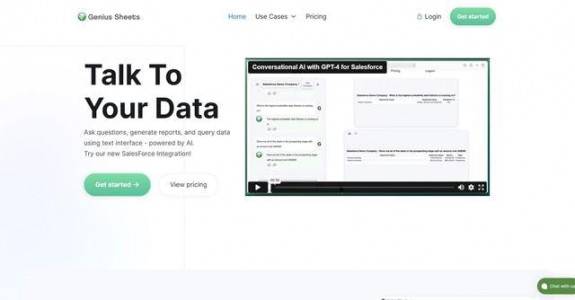 Genius Sheets
Home
Use Cases
Pricing
Login
Get started
Conversational AI with GPT-4 for Salesforce
Talk To
Your Data
Ask questions, generate reports, and query data
using text interface - powered by AI.
Try our new SalesForce Integration!
Get started →
View pricing
Chat with us